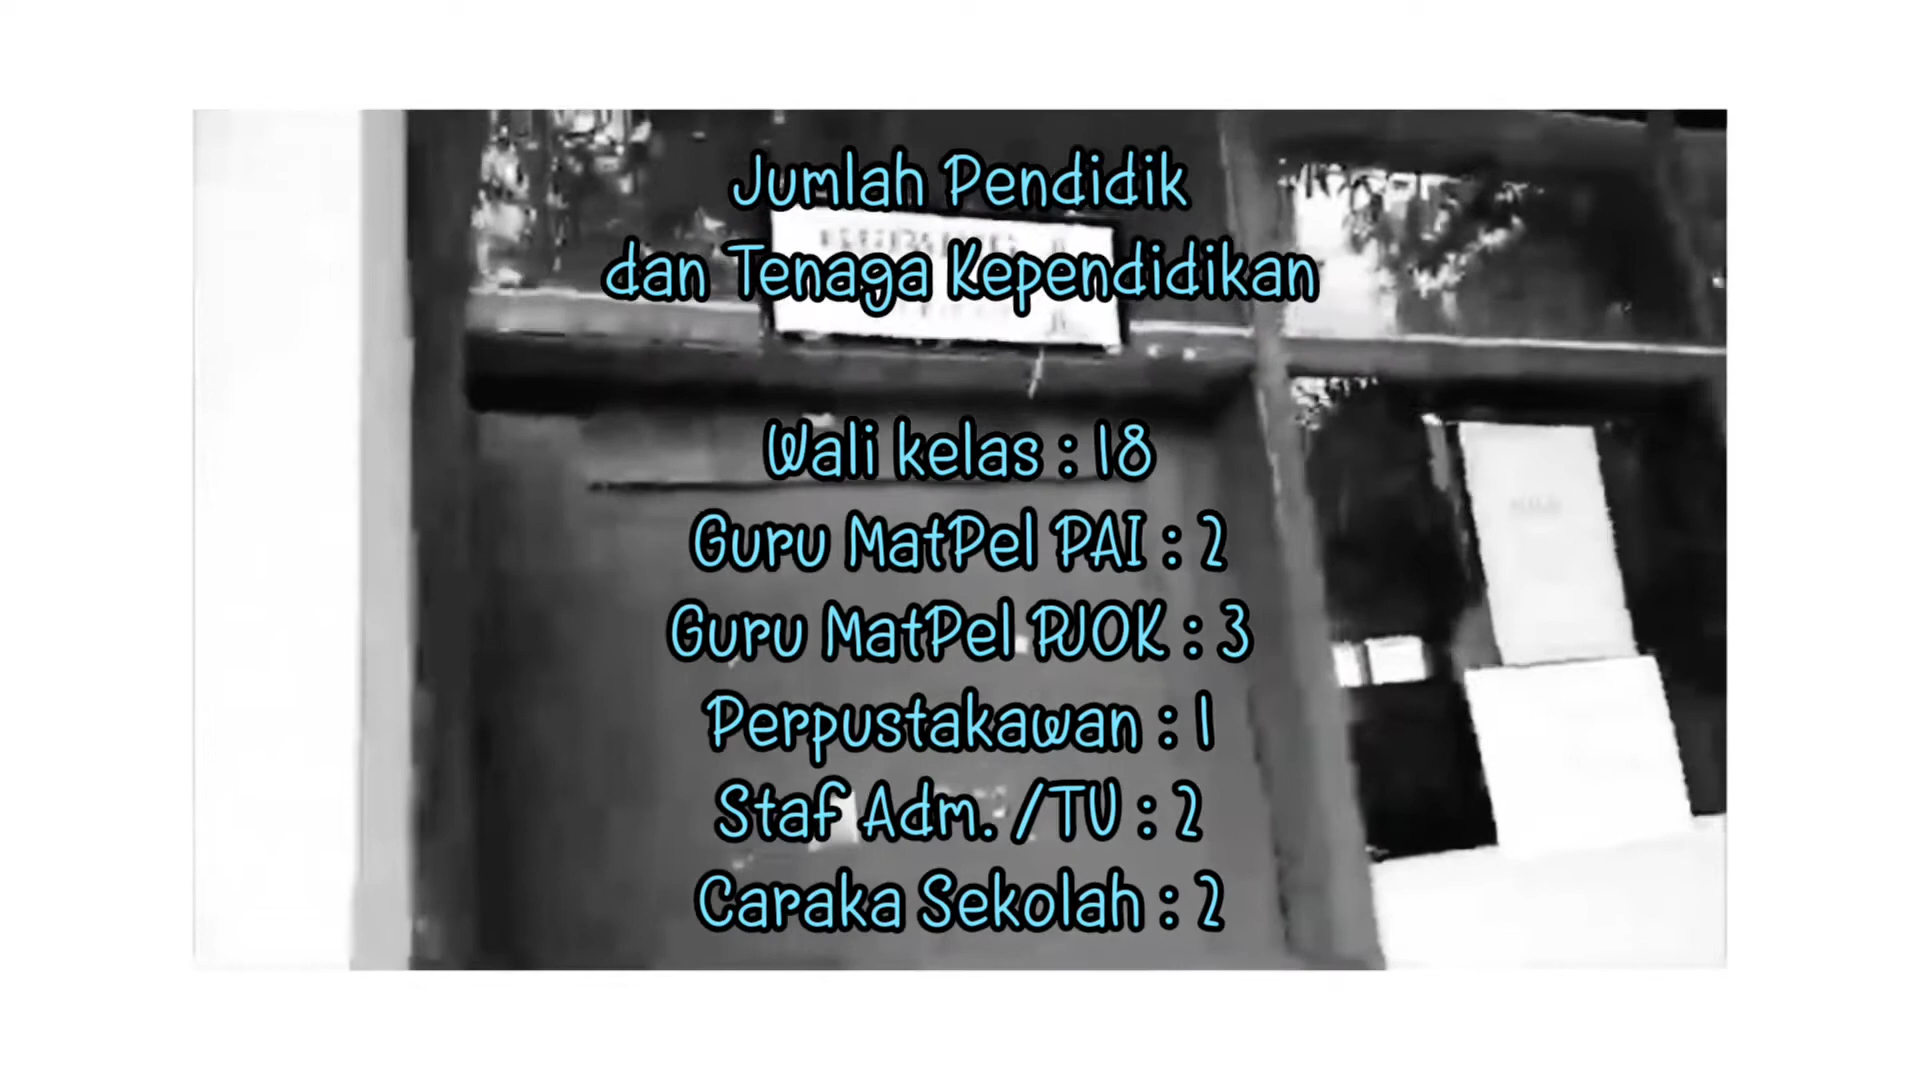 Jumlah Pendidik
dan Tenaga Kependidikan
Wali kelas : 18
Guru MatPel PAI : 2
Guru MatPel PJOK : 3
Perpustakawan : 1
Staf Adm. /TU : 2
Caraka Sekolah : 2